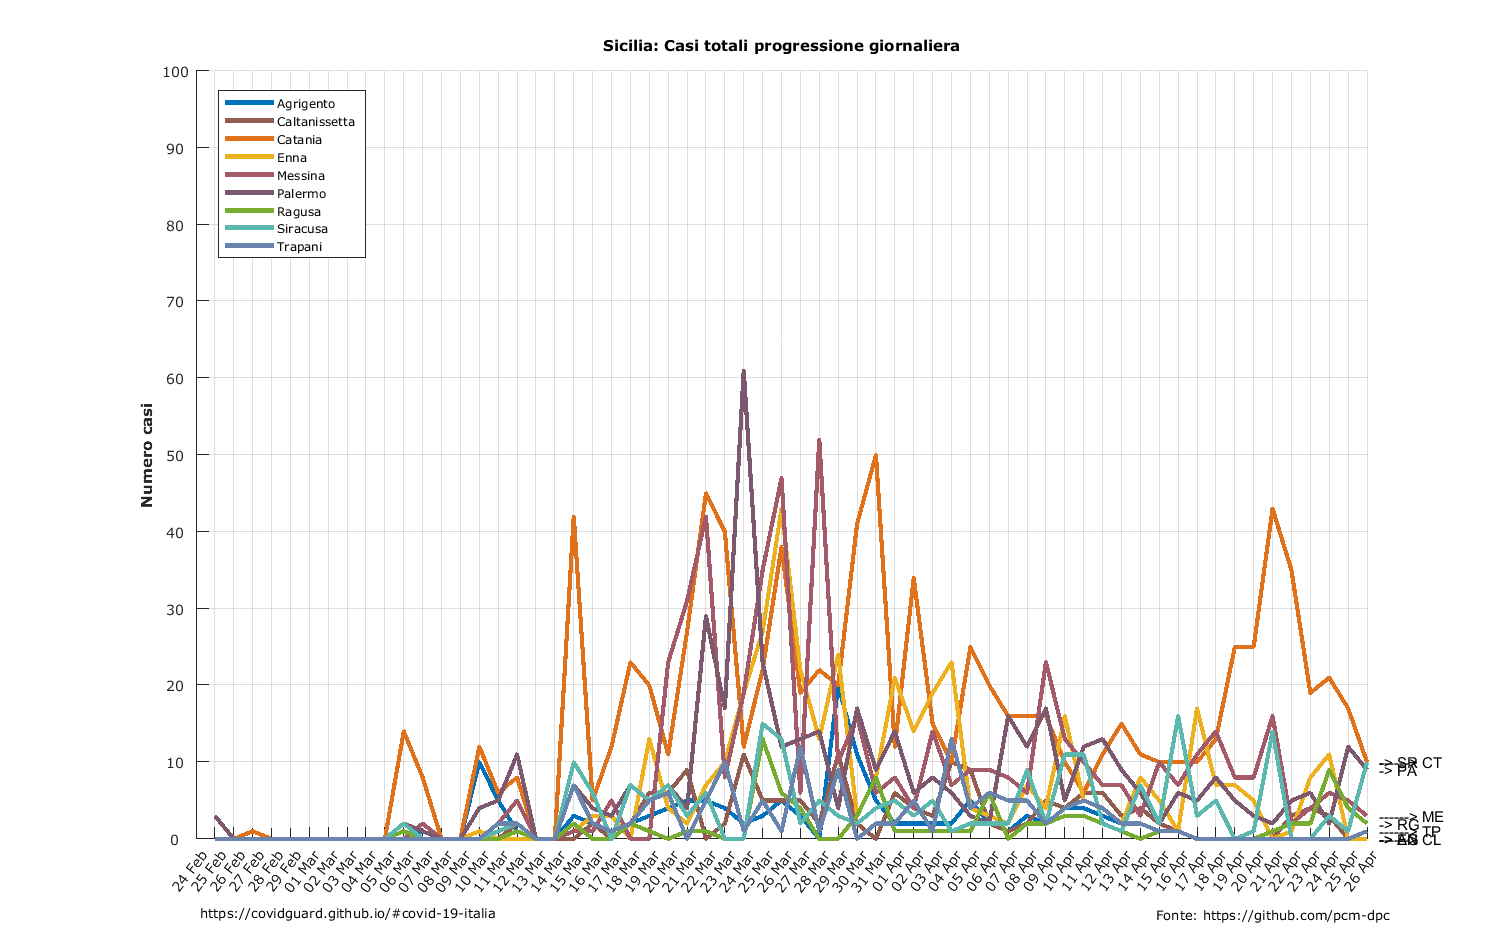 Sicilia: Casi totali progressione giornaliera
Numero casi
100
90
80
70
60
50
40
30
20
10
0
Agrigento
Caltanissetta
Catania
Enna
Messina
Palermo
Ragusa
Siracusa
Trapani
24 Feb
25 Feb
26 Feb
27 Feb
28 Feb
29 Feb
01 Mar
02 Mar
03 Mar
04 Mar
05 Mar
06 Mar
07 Mar
08 Mar
09 Mar
10 Mar
11 Mar
12 Mar
13 Mar
14 Mar
15 Mar
16 Mar
17 Mar
18 Mar
19 Mar
20 Mar
21 Mar
22 Mar
23 Mar
24 Mar
25 Mar
26 Mar
27 Mar
28 Mar
29 Mar
30 Mar
31 Mar
01 Apr
02 Apr
03 Apr
04 Apr
05 Apr
06 Apr
07 Apr
08 Apr
09 Apr
10 Apr
11 Apr
12 Apr
13 Apr
14 Apr
15 Apr
16 Apr
17 Apr
18 Apr
19 Apr
20 Apr
21 Apr
22 Apr
23 Apr
24 Apr
25 Apr
26 Apr
SR CT
-> PA
ME
RG
TP
CL
https://covidguard.github.io/#covid-19-italia
Fonte: https://github.com/pcm-dpc